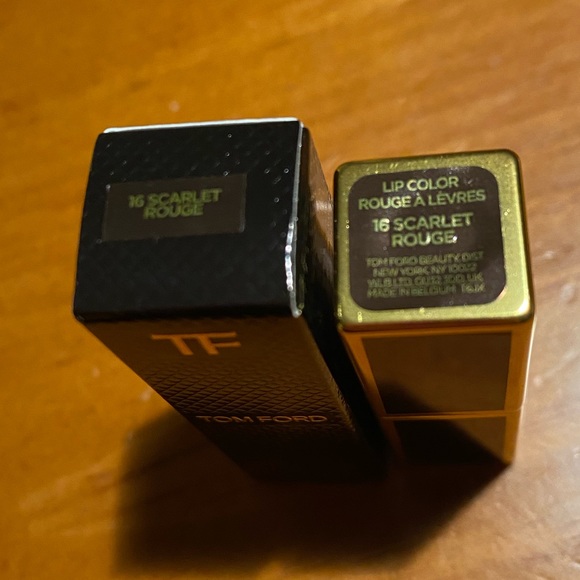 16 SCARLET
ROUGE
TF
TOM FORD
LIP COLOR
ROUGE À LÈVRES
16 SCARLET
ROUGE
TOM FORD BEAUTY, DIST
NEW YORK, NY 10022
MADE IN BELGIUM